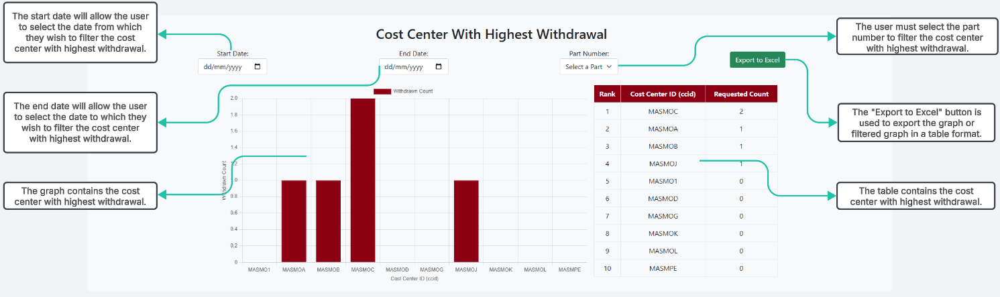 The start date will allow the user
to select the date from which
they wish to filter the cost
center with highest withdrawal.
The end date will allow the user
to select the date to which they
wish to filter the cost center
with highest withdrawal.
The graph contains the cost
center with highest withdrawal.
Cost Center With Highest Withdrawal
Start Date:
dd/mm/yyyy
End Date:
dd/mm/yyyy
Part Number:
Select a Part
Export to Excel
Withdrawn Count
Withdrawn Count
2.0
1.8
1.6
1.4
1.2
1.0
0.8
0.6
0.4
0.2
0
MASMO1 MASMOA MASMOB MASMOC MASMOD MASMOG MASMOJ MASMOK MASMOL MASMPE
Cost Center ID (ccid)
Rank Cost Center ID (ccid) Requested Count
1 MASMOC 2
2 MASMOA 1
3 MASMOB 1
4 MASMOJ 1
5 MASMO1 0
6 MASMOD 0
7 MASMOG 0
8 MASMOK 0
9 MASMOL 0
10 MASMPE 0
The user must select the part
number to filter the cost center
with highest withdrawal.
The "Export to Excel" button is
used to export the graph or
filtered graph in a table format.
The table contains the cost
center with highest withdrawal.